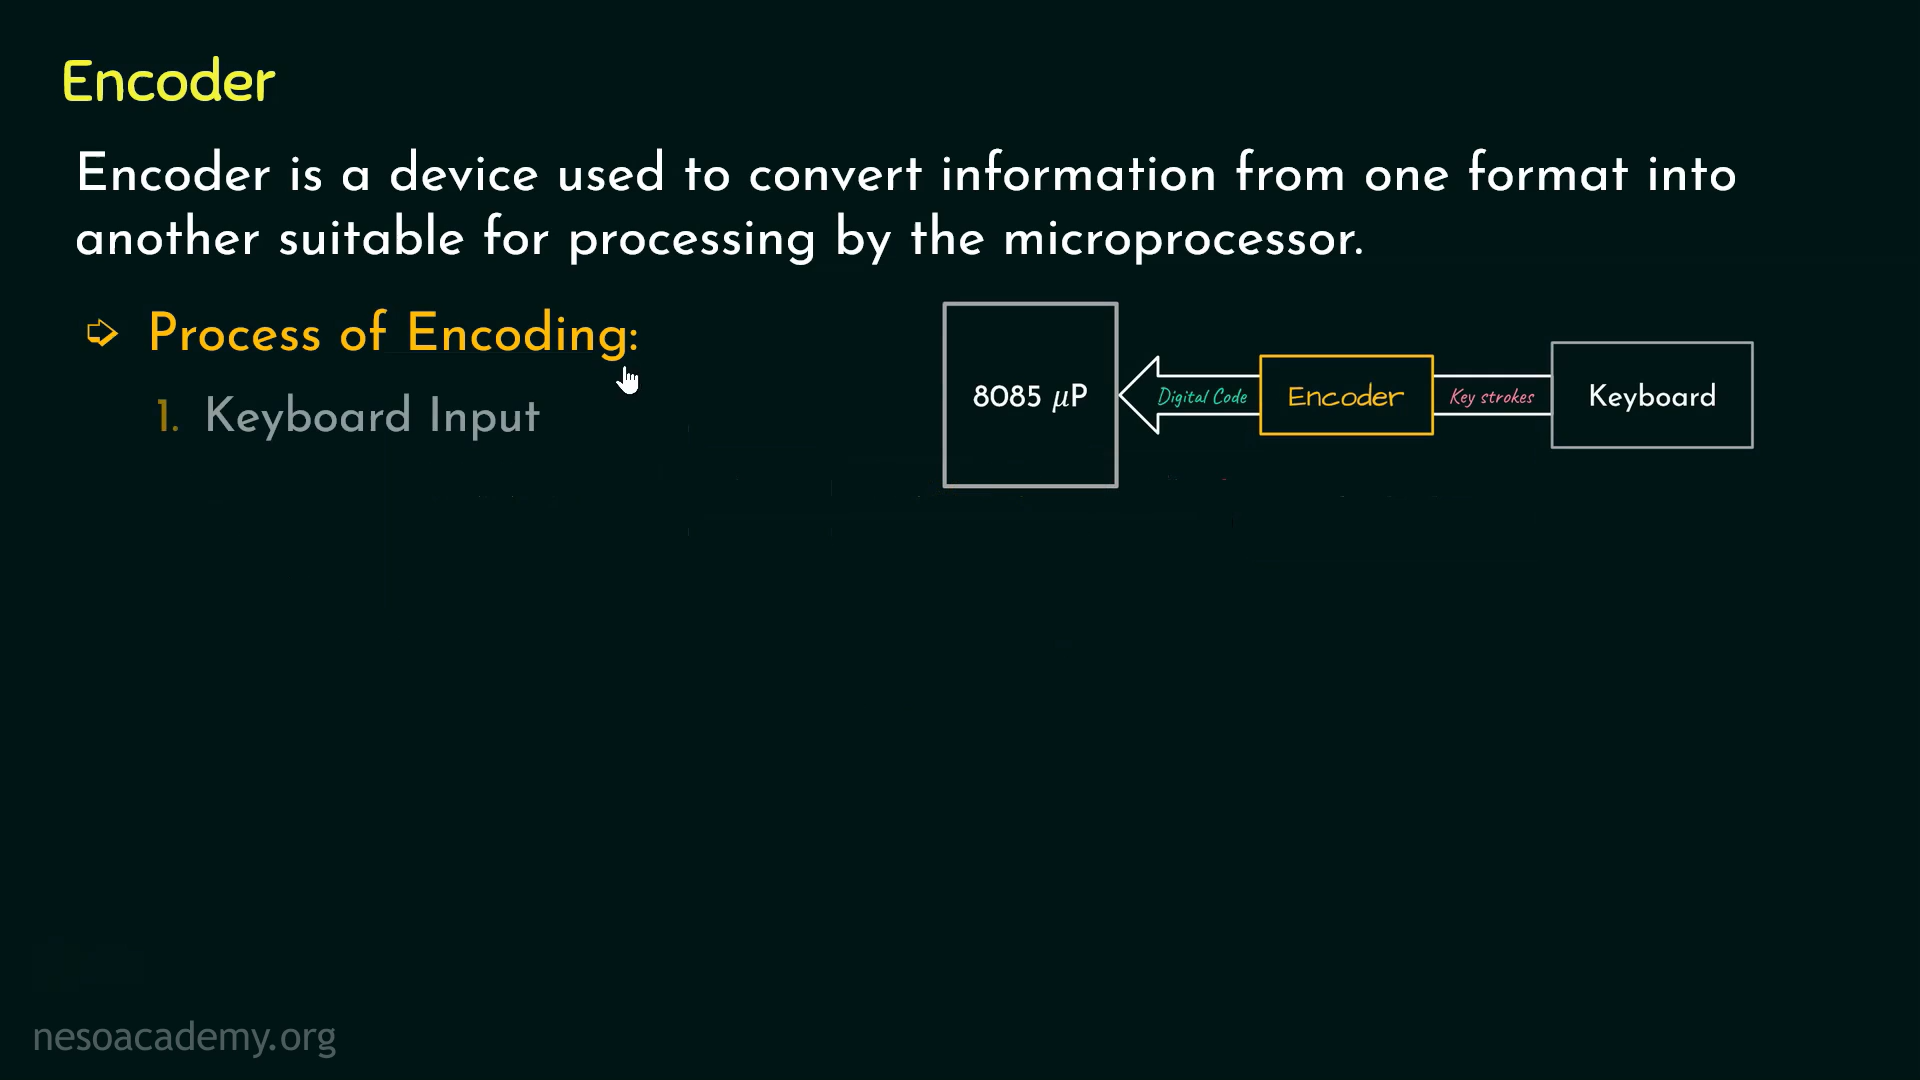 Encoder
Encoder is a device used to convert information from one format into
another suitable for processing by the microprocessor.
➩ Process of Encoding:
1. Keyboard Input
8085 μP
Digital Code
Encoder
Key strokes
Keyboard
nesoacademy.org